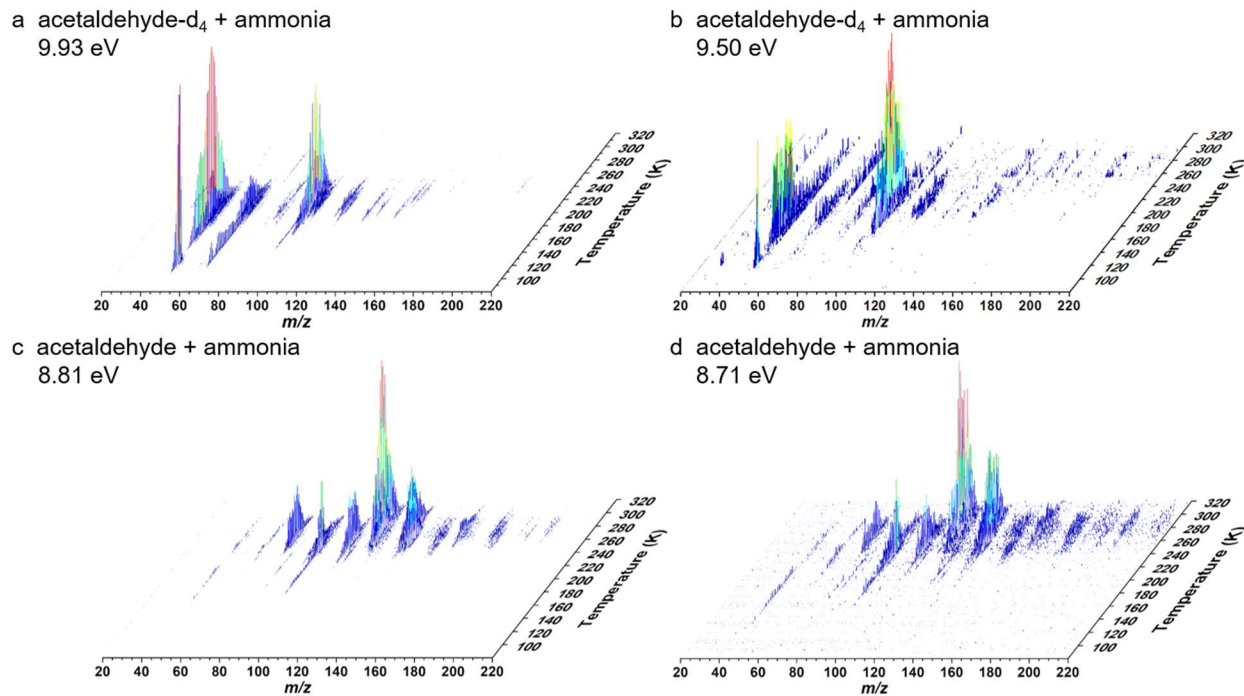 a acetaldehyde-d₄ + ammonia
9.93 eV
320
300
280
260
240
220
200
180
160
140
120
100
Temperature (K)
20 40 60 80 100 120 140 160 180 200 220
m/z
b acetaldehyde-d₄ + ammonia
9.50 eV
320
300
280
260
240
220
200
180
160
140
120
100
Temperature (K)
20 40 60 80 100 120 140 160 180 200 220
m/z
c acetaldehyde + ammonia
8.81 eV
320
300
280
260
240
220
200
180
160
140
120
100
Temperature (K)
20 40 60 80 100 120 140 160 180 200 220
m/z
d acetaldehyde + ammonia
8.71 eV
320
300
280
260
240
220
200
180
160
140
120
100
Temperature (K)
20 40 60 80 100 120 140 160 180 200 220
m/z